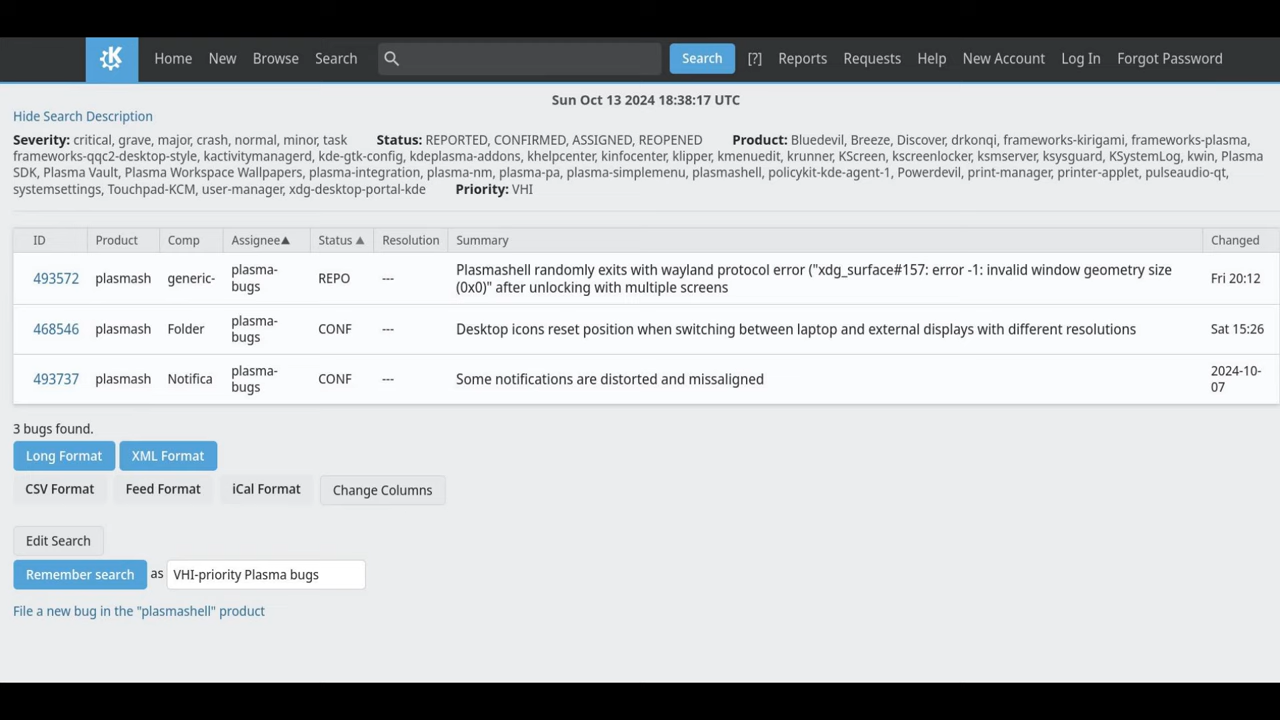 Home New Browse Search Search [?] Reports Requests Help New Account Log In Forgot Password
Sun Oct 13 2024 18:38:17 UTC
Hide Search Description
Severity: critical, grave, major, crash, normal, minor, task Status: REPORTED, CONFIRMED, ASSIGNED, REOPENED Product: Bluedevil, Breeze, Discover, drkonqi, frameworks-kirigami, frameworks-plasma,
frameworks-qqc2-desktop-style, kactivitymanagerd, kde-gtk-config, kdeplasma-addons, khelpcenter, kinfocenter, klipper, kmenuedit, krunner, KScreen, kscreenlocker, ksmserver, ksysguard, KSystemLog, kwin, Plasma
SDK, Plasma Vault, Plasma Workspace Wallpapers, plasma-integration, plasma-nm, plasma-pa, plasma-simplemenu, plasmashell, policykit-kde-agent-1, Powerdevil, print-manager, printer-applet, pulseaudio-qt,
systemsettings, Touchpad-KCM, user-manager, xdg-desktop-portal-kde Priority: VHI
ID Product Comp Assignee▲ Status ▲ Resolution Summary Changed
493572 plasmash generic- plasma-bugs REPO --- Plasmashell randomly exits with wayland protocol error ("xdg_surface#157: error -1: invalid window geometry size
(0x0)" after unlocking with multiple screens Fri 20:12
468546 plasmash Folder plasma-bugs CONF --- Desktop icons reset position when switching between laptop and external displays with different resolutions Sat 15:26
493737 plasmash Notifica plasma-bugs CONF --- Some notifications are distorted and missaligned 2024-10-07
3 bugs found.
Long Format XML Format
CSV Format Feed Format iCal Format Change Columns
Edit Search
Remember search as VHI-priority Plasma bugs
File a new bug in the "plasmashell" product